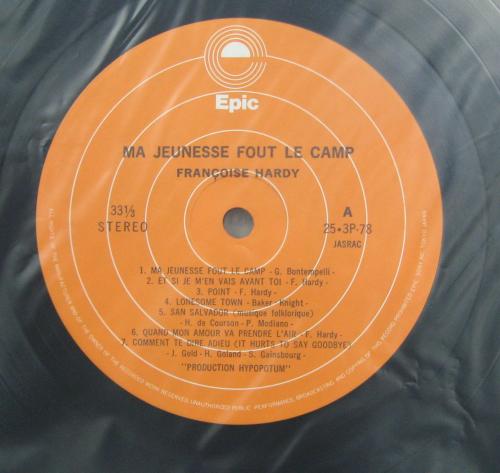 Epic
MA JEUNESSE FOUT LE CAMP
FRANÇOISE HARDY
33⅓
STEREO
A
25•3P-78
JASRAC
1. MA JEUNESSE FOUT LE CAMP - G. Bontempelli -
2. ET SI JE M'EN VAIS AVANT TOI - F. Hardy -
3. POINT - F. Hardy -
4. LONESOME TOWN - Baker - Knight -
5. SAN SALVADOR (musique folklorique)
- H. de Courson - P. Modiano -
6. QUAND MON AMOUR VA PRENDRE L'AIR - F. Hardy -
7. COMMENT TE DIRE ADIEU (IT HURTS TO SAY GOODBYE)
- J. Gold - H. Goland - S. Gainsbourg -
"PRODUCTION HYPOPOTUM"